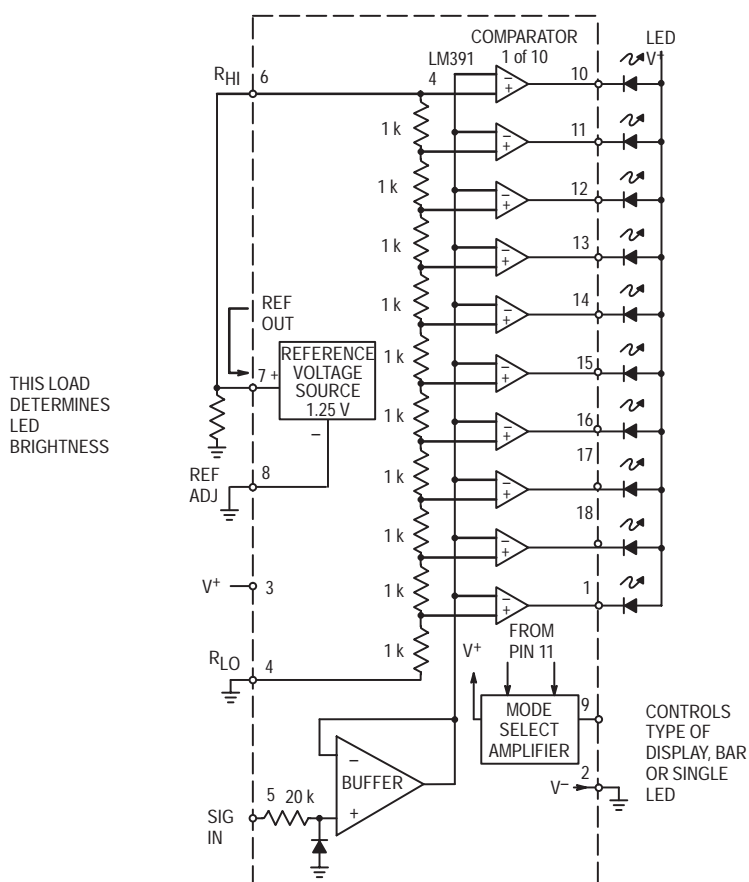 COMPARATOR
1 of 10
LM391
4
LED
V+
RHI
6
10
11
12
13
14
15
16
17
18
1
−
+
−
+
−
+
−
+
−
+
−
+
−
+
−
+
−
+
−
+
1 k
1 k
1 k
1 k
1 k
1 k
1 k
1 k
1 k
1 k
REF
OUT
7 +
REFERENCE
VOLTAGE
SOURCE
1.25 V
−
THIS LOAD
DETERMINES
LED
BRIGHTNESS
REF
ADJ
8
V+
3
RLO
4
FROM
PIN 11
V+
MODE
SELECT
AMPLIFIER
9
CONTROLS
TYPE OF
DISPLAY, BAR
OR SINGLE
LED
V−
2
−
BUFFER
+
SIG
IN
5
20 k